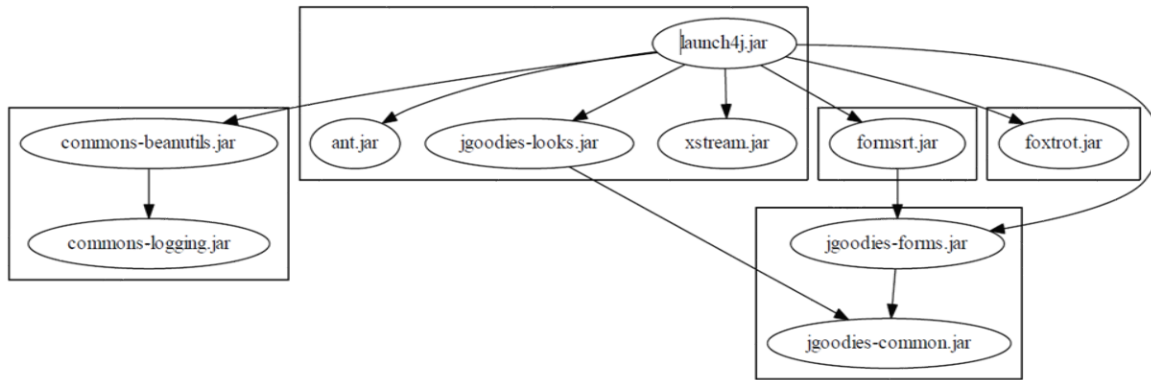 launch4j.jar
commons-beanutils.jar
ant.jar
jgoodies-looks.jar
xstream.jar
formsrt.jar
foxtrot.jar
commons-logging.jar
jgoodies-forms.jar
jgoodies-common.jar